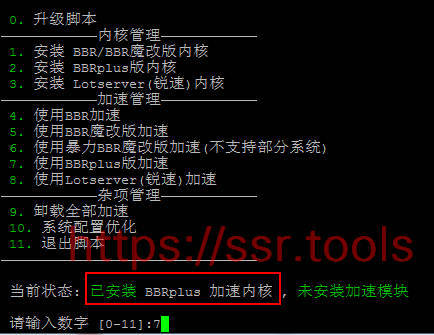 0. 升级脚本
内核管理
1. 安装 BBR/BBR魔改版内核
2. 安装 BBRplus版内核
3. 安装 Lotserver(锐速)内核
加速管理
4. 使用BBR加速
5. 使用BBR魔改版加速
6. 使用暴力BBR魔改版加速(不支持部分系统)
7. 使用BBRplus版加速
8. 使用Lotserver(锐速)加速
杂项管理
9. 卸载全部加速
10. 系统配置优化
11. 退出脚本
https://ssr.tools
当前状态: 已安装 BBRplus 加速内核 , 未安装加速模块
请输入数字 [0-11]:7